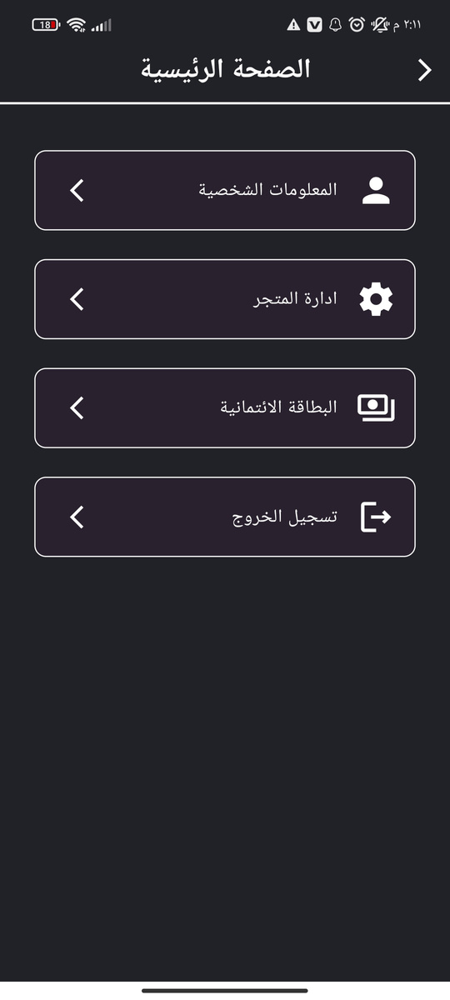 ٢:١١ م
18
الصفحة الرئيسية
المعلومات الشخصية
ادارة المتجر
البطاقة الائتمانية
تسجيل الخروج